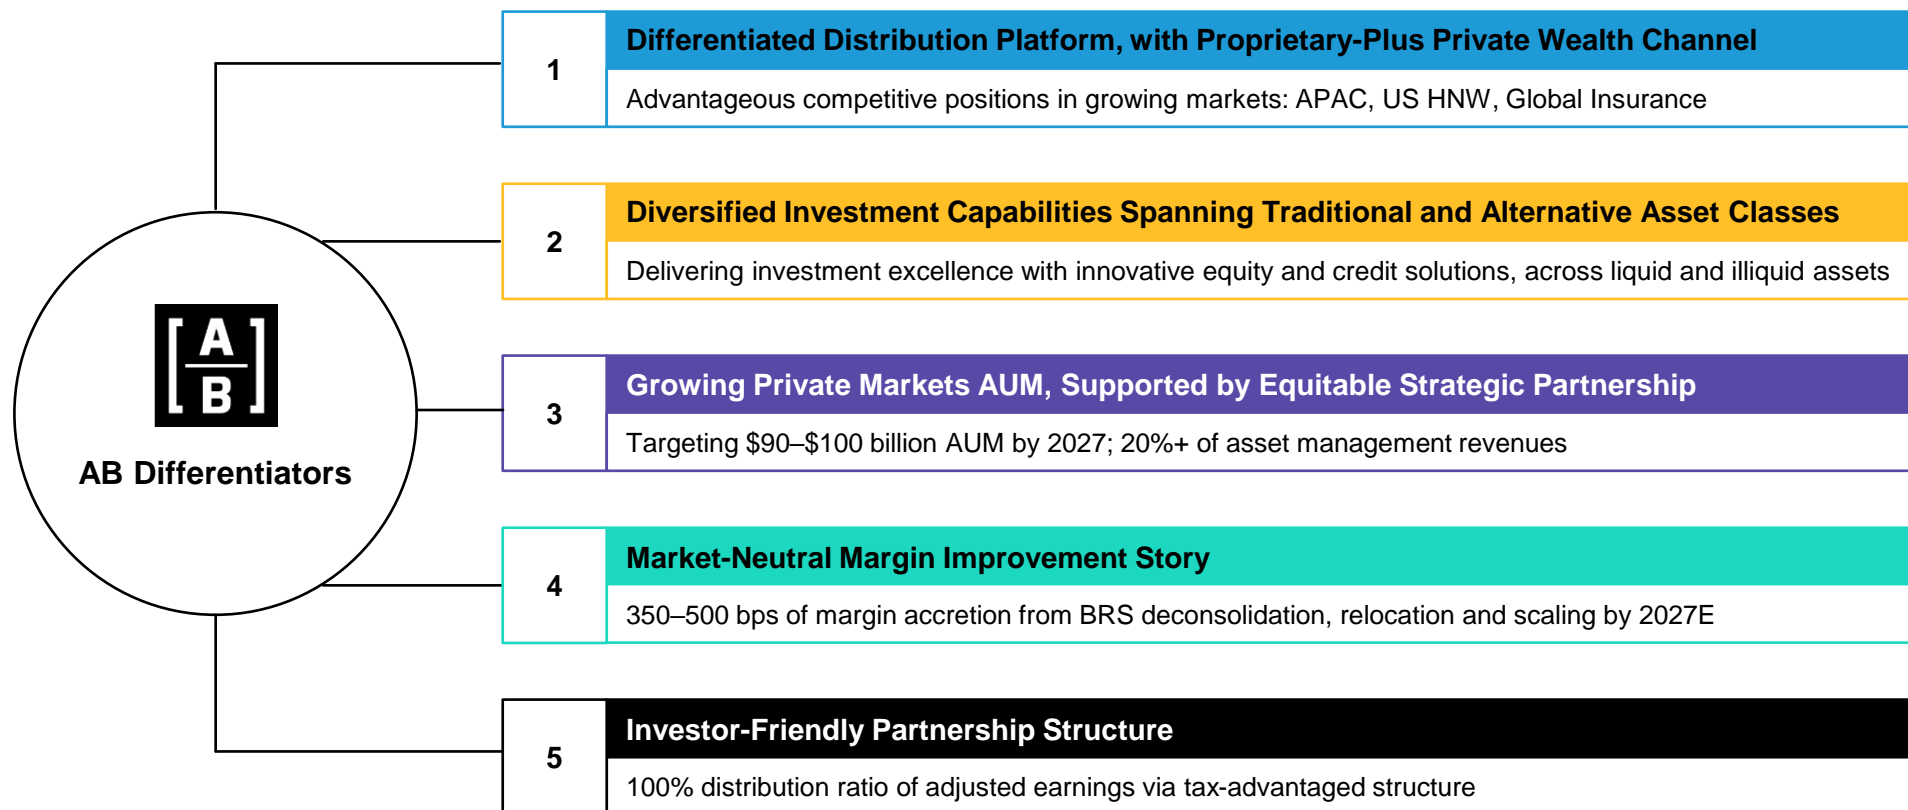 1
Differentiated Distribution Platform, with Proprietary-Plus Private Wealth Channel
Advantageous competitive positions in growing markets: APAC, US HNW, Global Insurance
2
Diversified Investment Capabilities Spanning Traditional and Alternative Asset Classes
Delivering investment excellence with innovative equity and credit solutions, across liquid and illiquid assets
[A
B]
AB Differentiators
3
Growing Private Markets AUM, Supported by Equitable Strategic Partnership
Targeting $90–$100 billion AUM by 2027; 20%+ of asset management revenues
4
Market-Neutral Margin Improvement Story
350–500 bps of margin accretion from BRS deconsolidation, relocation and scaling by 2027E
5
Investor-Friendly Partnership Structure
100% distribution ratio of adjusted earnings via tax-advantaged structure